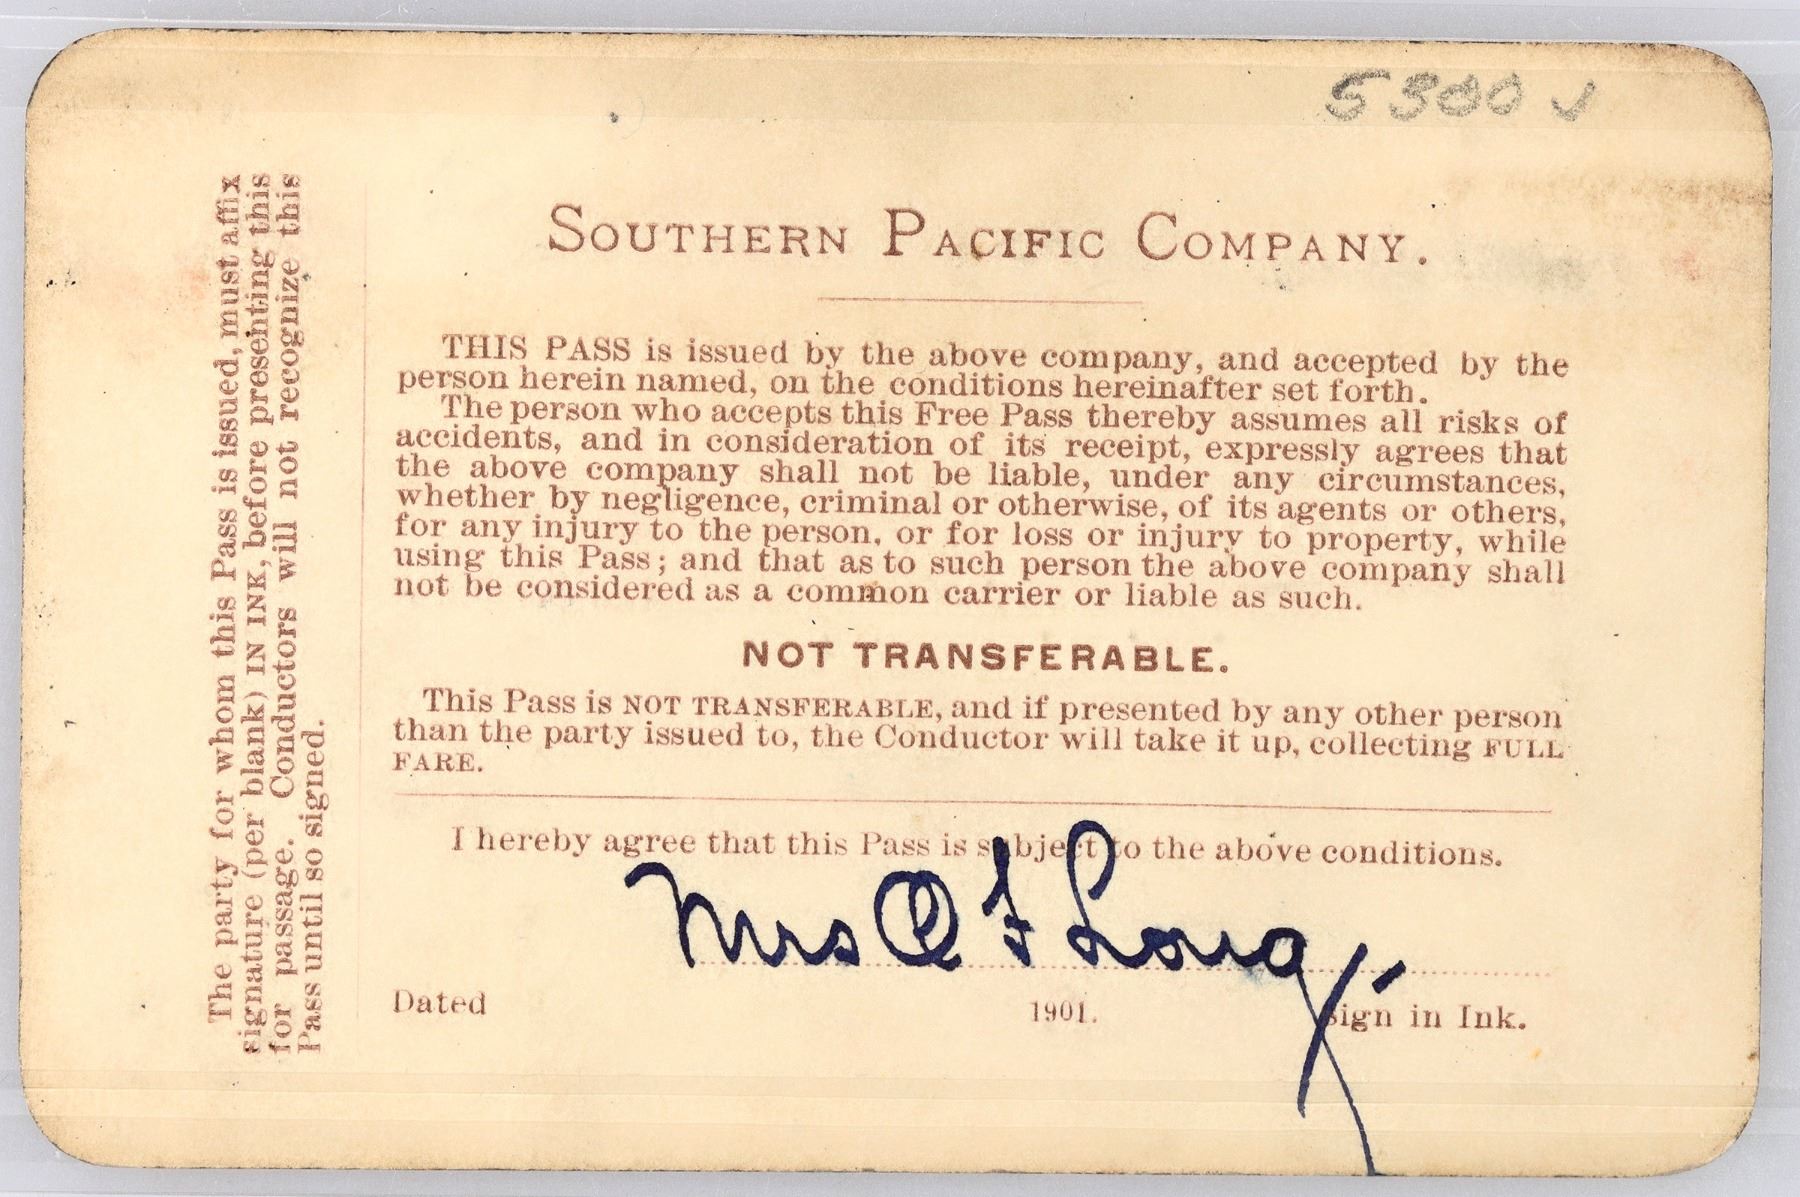 5300 ✓
SOUTHERN PACIFIC COMPANY.
THIS PASS is issued by the above company, and accepted by the
person herein named, on the conditions hereinafter set forth.
The person who accepts this Free Pass thereby assumes all risks of
accidents, and in consideration of its receipt, expressly agrees that
the above company shall not be liable, under any circumstances,
whether by negligence, criminal or otherwise, of its agents or others,
for any injury to the person, or for loss or injury to property, while
using this Pass; and that as to such person the above company shall
not be considered as a common carrier or liable as such.
NOT TRANSFERABLE.
This Pass is NOT TRANSFERABLE, and if presented by any other person
than the party issued to, the Conductor will take it up, collecting FULL
FARE.
I hereby agree that this Pass is subject to the above conditions.
Mrs O F Long
Dated 1901. Sign in Ink.
The party for whom this Pass is issued, must affix
signature (per blank) IN INK, before presenting this
for passage. Conductors will not recognize this
Pass until so signed.